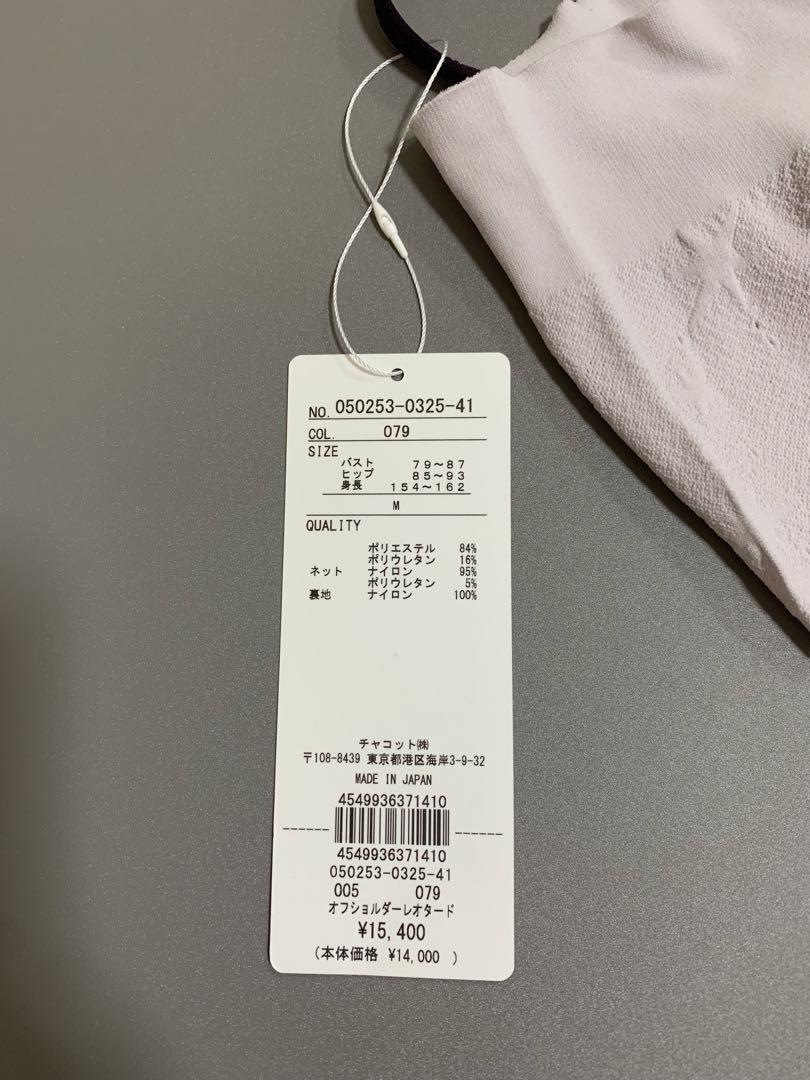 NO. 050253-0325-41
COL. 079
SIZE
バスト 79～87
ヒップ 85～93
身長 154～162
M
QUALITY
ポリエステル 84%
ポリウレタン 16%
ネット ナイロン 95%
ポリウレタン 5%
裏地 ナイロン 100%
チャコット㈱
〒108-8439 東京都港区海岸3-9-32
MADE IN JAPAN
4549936371410
4549936371410
050253-0325-41
005 079
オフショルダーレオタード
¥15,400
(本体価格 ¥14,000 )